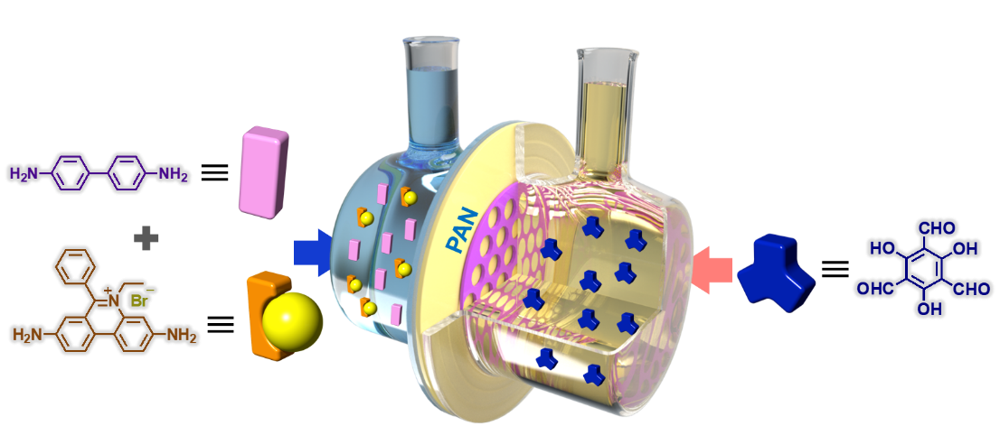 H₂N NH₂
+
N⁺
Br⁻
H₂N NH₂
PAN
CHO
HO OH
OHC CHO
OH